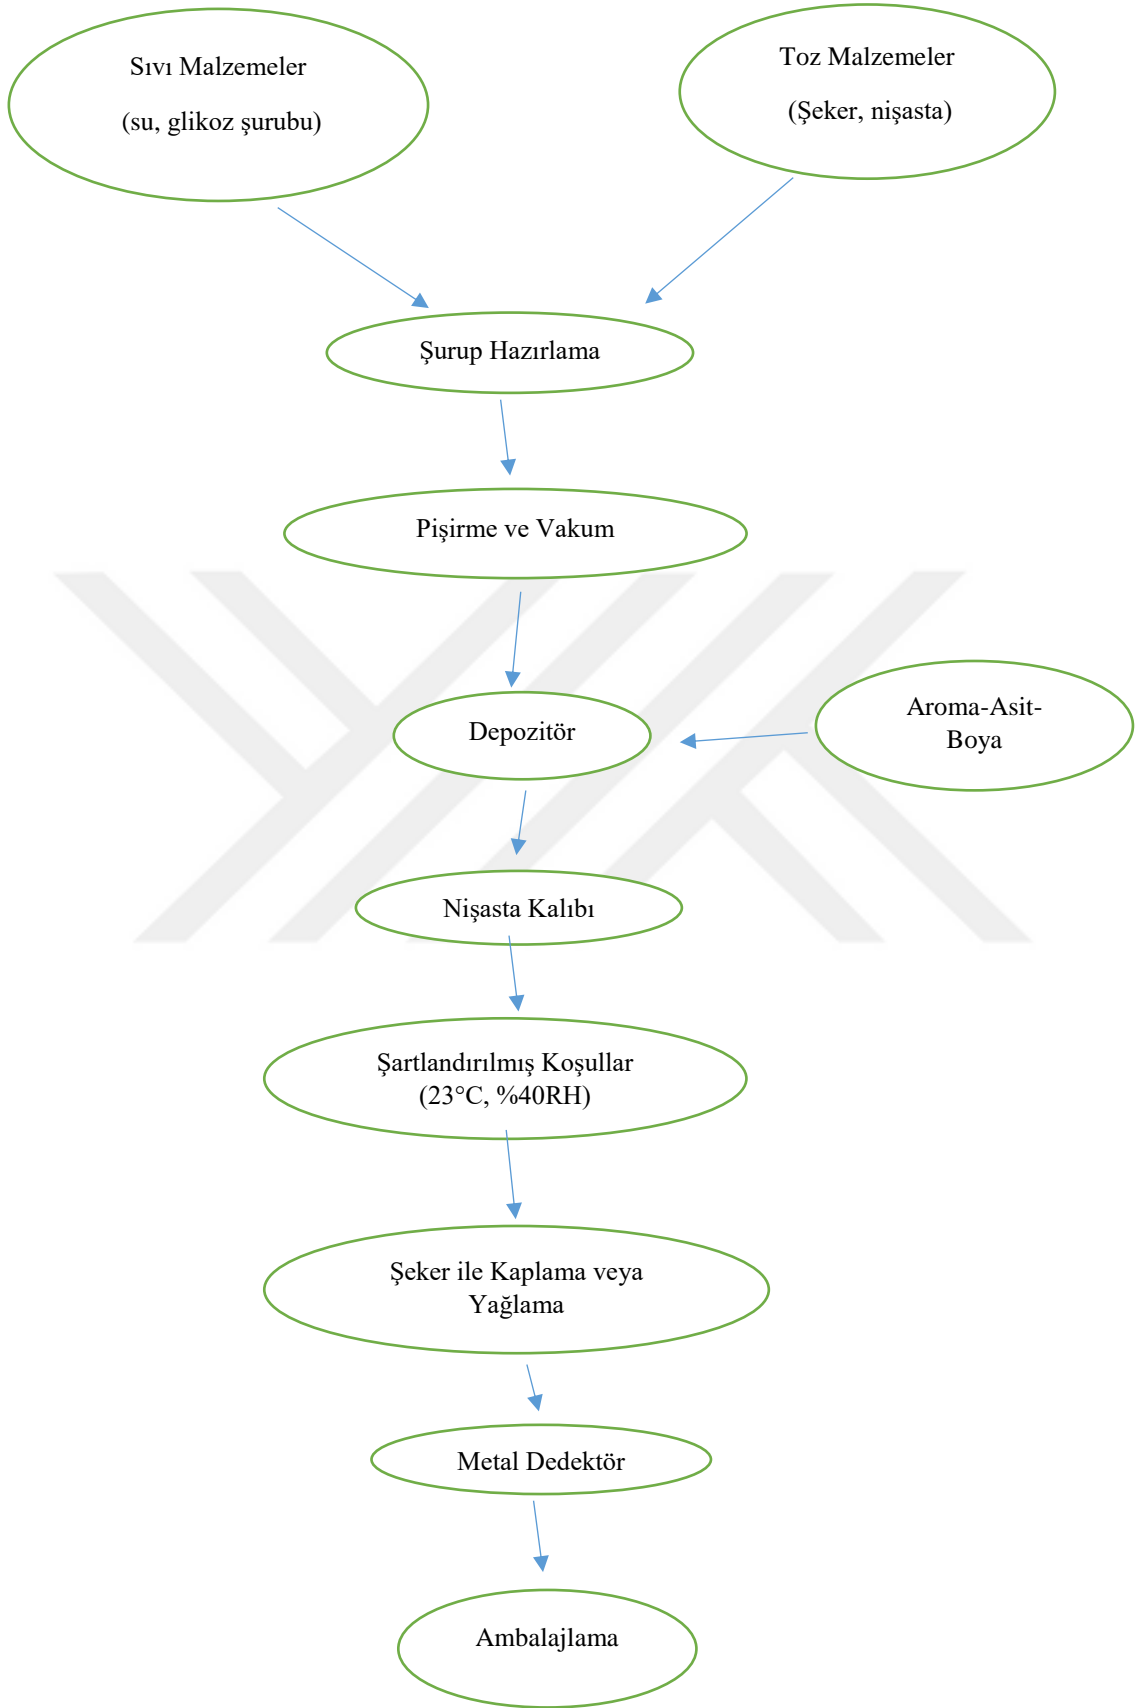 Sıvı Malzemeler
(su, glikoz şurubu)
Toz Malzemeler
(Şeker, nişasta)
Şurup Hazırlama
Pişirme ve Vakum
Depozitör
Aroma-Asit-
Boya
Nişasta Kalıbı
Şartlandırılmış Koşullar
(23°C, %40RH)
Şeker ile Kaplama veya
Yağlama
Metal Dedektör
Ambalajlama